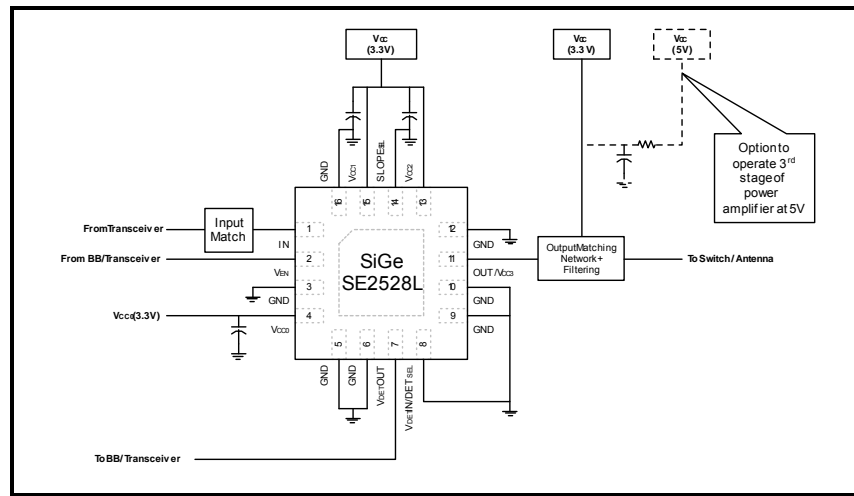 Vcc
(3.3V)
Vcc
(3.3V)
Vcc
(5V)
GND
Vcc1
SLOPESEL
Vcc2
Option to
operate 3rd
stage of
power
amplifier at 5V
16
15
14
13
From Transceiver
Input
Match
1
IN
12
GND
From BB/Transceiver
2
VEN
SiGe
SE2528L
11
OUT/Vcc3
Output Matching
Network+
Filtering
To Switch/Antenna
3
GND
10
GND
Vcc0(3.3V)
4
Vcc0
9
GND
5
6
7
8
GND
GND
VDETOUT
VDETIN/DETSEL
To BB/Transceiver